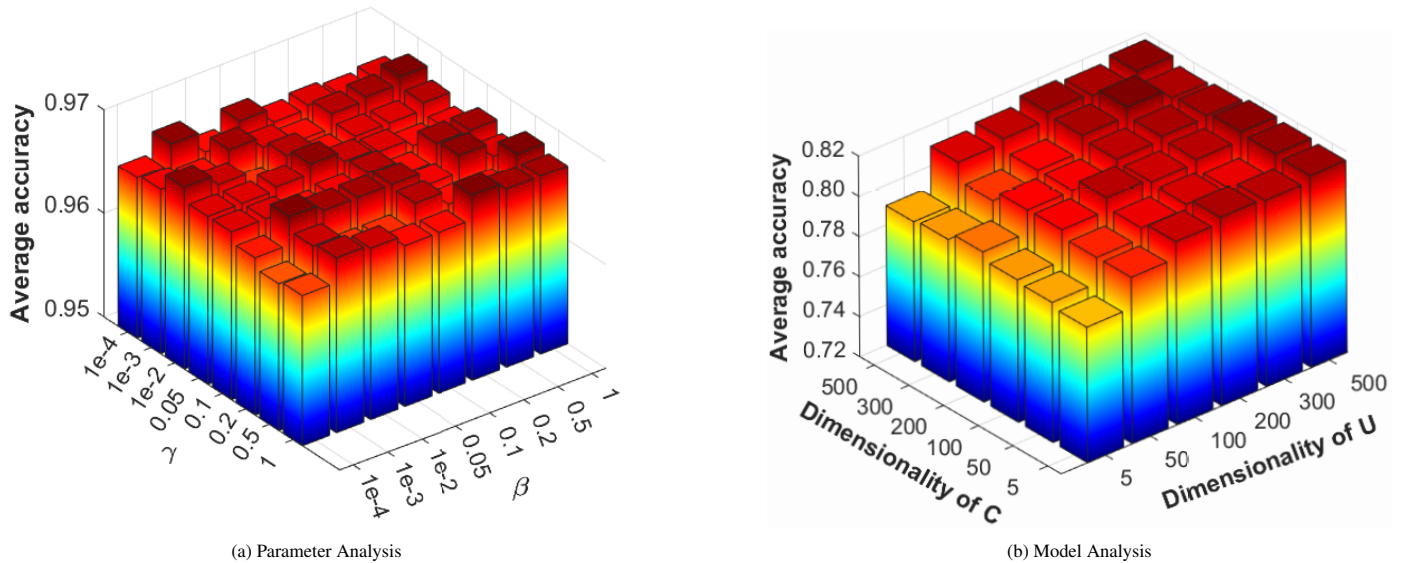 Average accuracy
0.97
0.96
0.95
1e-4
1e-3
1e-2
0.05
0.1
0.2
0.5
1
γ
1e-4
1e-3
1e-2
0.05
0.1
0.2
0.5
1
β
(a) Parameter Analysis
Average accuracy
0.82
0.80
0.78
0.76
0.74
0.72
500
300
200
100
50
5
Dimensionality of C
5
50
100
200
300
500
Dimensionality of U
(b) Model Analysis